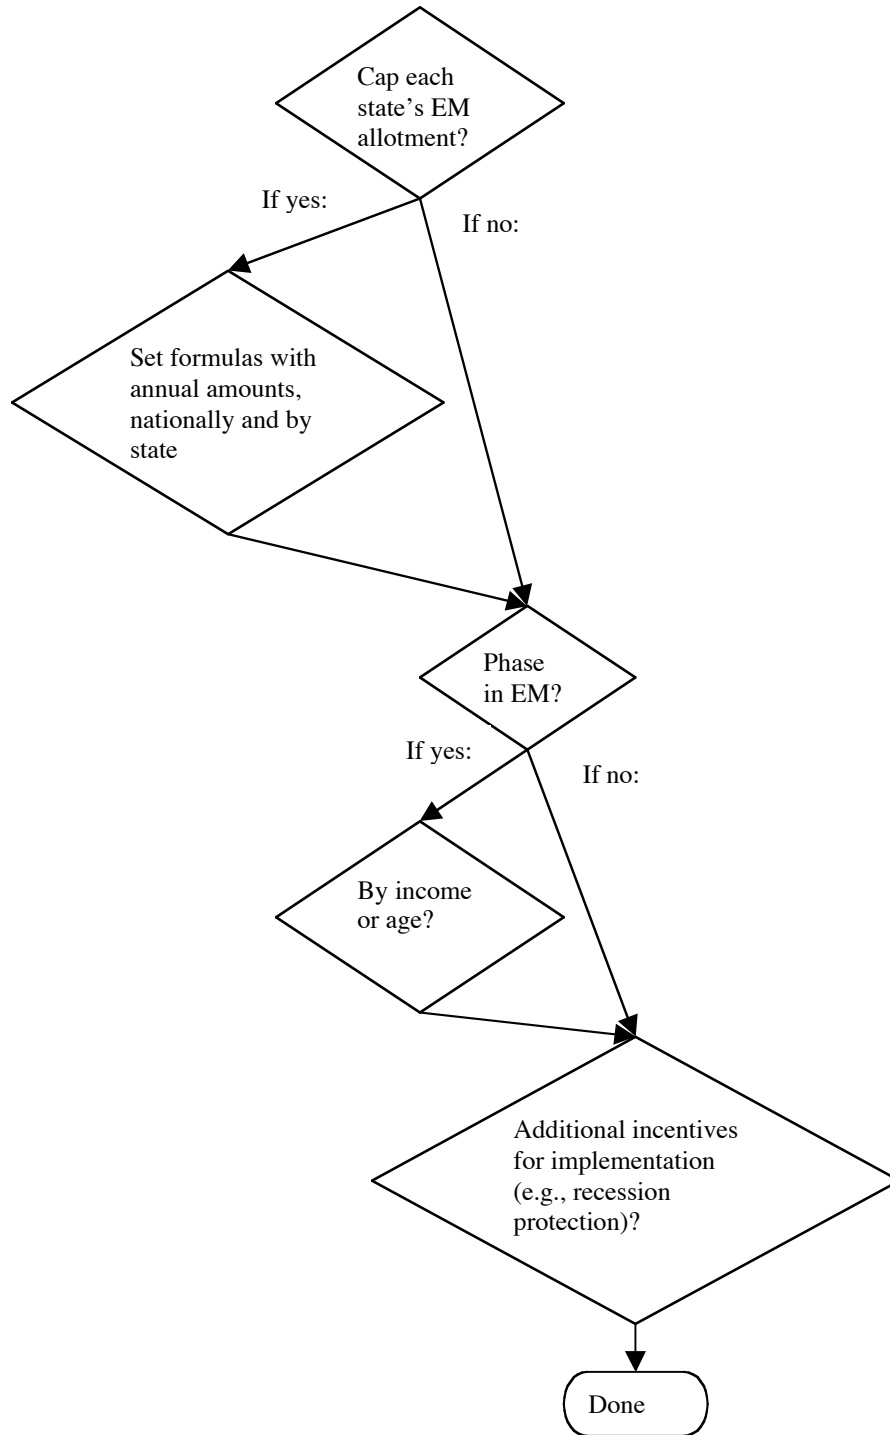 Cap each
state’s EM
allotment?
If yes:
If no:
Set formulas with
annual amounts,
nationally and by
state
Phase
in EM?
If yes:
If no:
By income
or age?
Additional incentives
for implementation
(e.g., recession
protection)?
Done